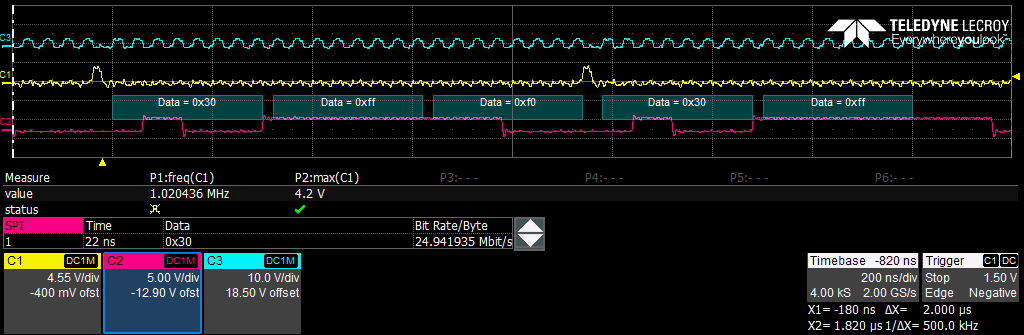 TELEDYNE LECROY
Everywhereyoulook™
C3
C1
Data = 0x30 Data = 0xff Data = 0xf0 Data = 0x30 Data = 0xff
C2
Measure P1:freq(C1) P2:max(C1) P3:- - - P4:- - - P5:- - - P6:- - -
value 1.020436 MHz 4.2 V
status
SPI Time Data Bit Rate/Byte
1 22 ns 0x30 24.941935 Mbit/s
C1 DC1M C2 DC1M C3 DC1M
4.55 V/div 5.00 V/div 10.0 V/div
-400 mV ofst -12.90 V ofst 18.50 V offset
Timebase -820 ns Trigger C1 DC
200 ns/div Stop 1.50 V
4.00 kS 2.00 GS/s Edge Negative
X1= -180 ns ΔX= 2.000 µs
X2= 1.820 µs 1/ΔX= 500.0 kHz